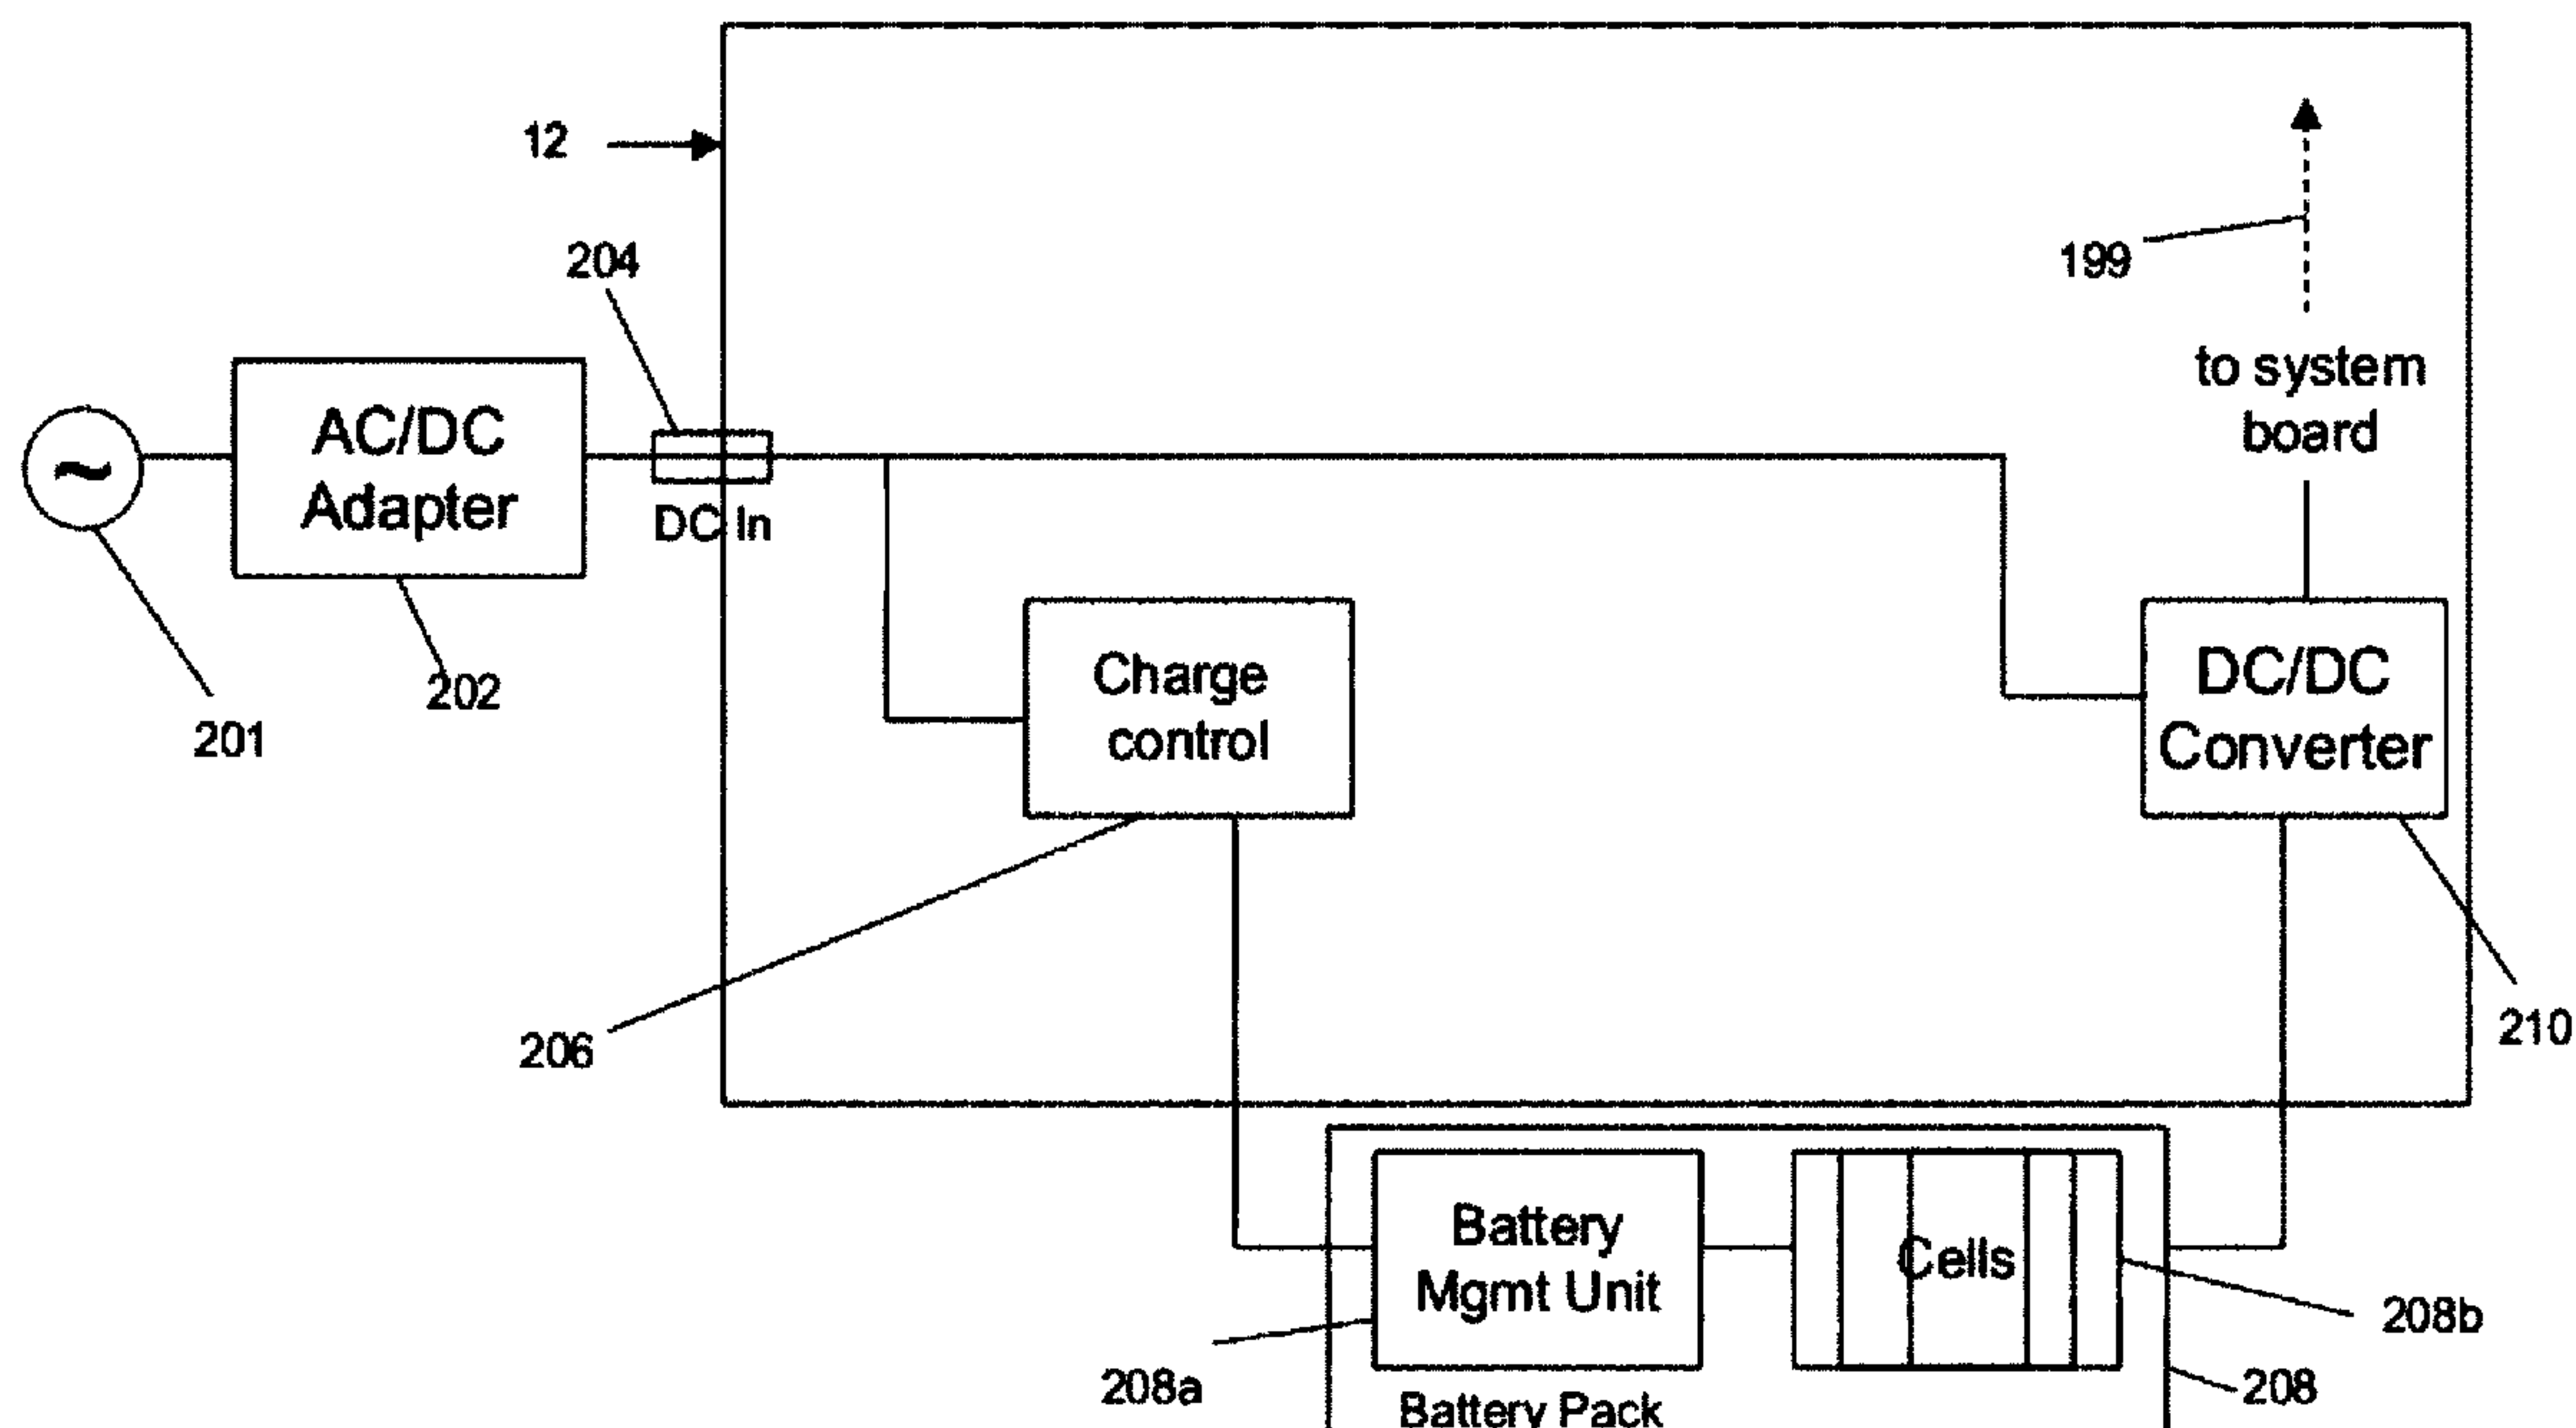 12
204
199
to system
board
AC/DC
Adapter
~
DC In
202
201
Charge
control
DC/DC
Converter
206
210
Battery
Mgmt Unit
Cells
208b
208a
208
Battery Pack